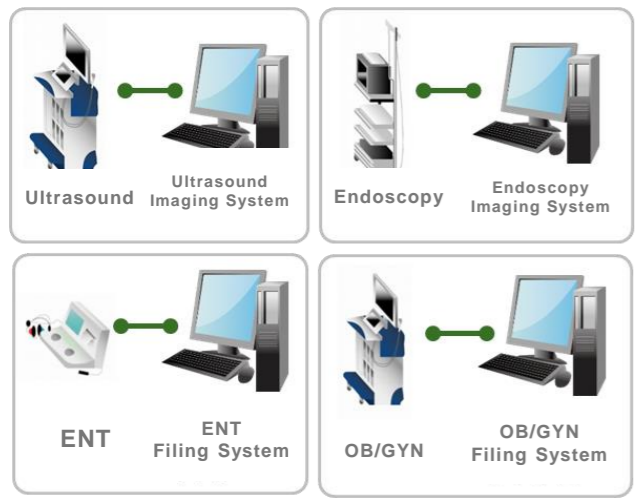 Ultrasound
Ultrasound
Imaging System
Endoscopy
Endoscopy
Imaging System
ENT
ENT
Filing System
OB/GYN
OB/GYN
Filing System